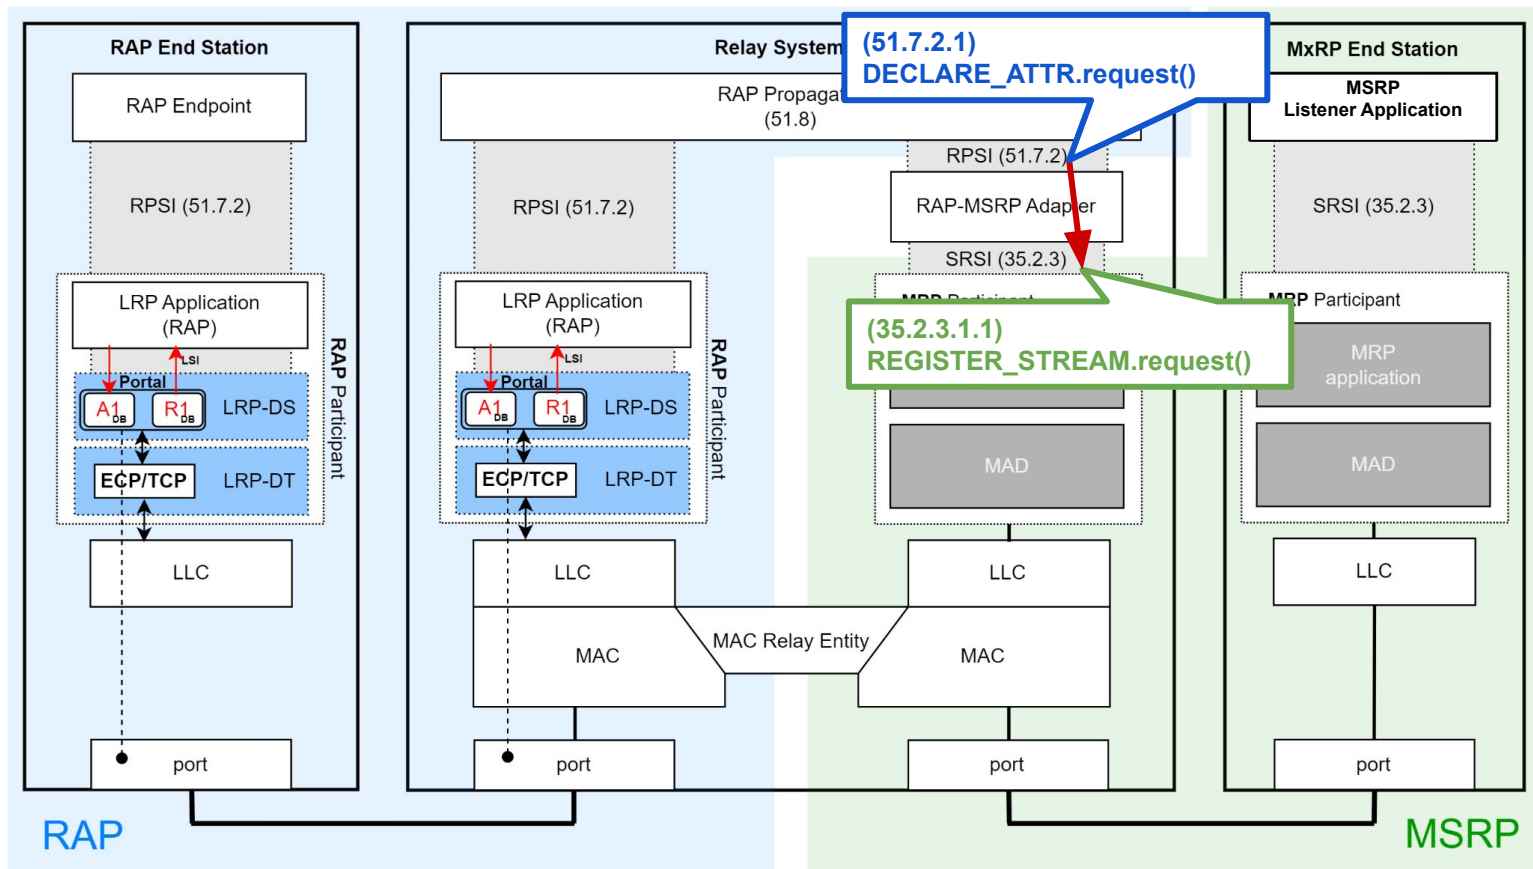 RAP End Station
RAP Endpoint
RPSI (51.7.2)
LRP Application
(RAP)
LSI
Portal
A1
DB
R1
DB
LRP-DS
ECP/TCP
LRP-DT
RAP Participant
LLC
port
RAP
Relay System
RAP Propagat
(51.8)
RPSI (51.7.2)
LRP Application
(RAP)
LSI
Portal
A1
DB
R1
DB
LRP-DS
ECP/TCP
LRP-DT
RAP Participant
LLC
MAC
port
MAC Relay Entity
(51.7.2.1)
DECLARE_ATTR.request()
RPSI (51.7.2)
RAP-MSRP Adapter
SRSI (35.2.3)
MRP Participant
(35.2.3.1.1)
REGISTER_STREAM.request()
MAD
LLC
MAC
port
MxRP End Station
MSRP
Listener Application
SRSI (35.2.3)
MRP Participant
MRP
application
MAD
LLC
port
MSRP